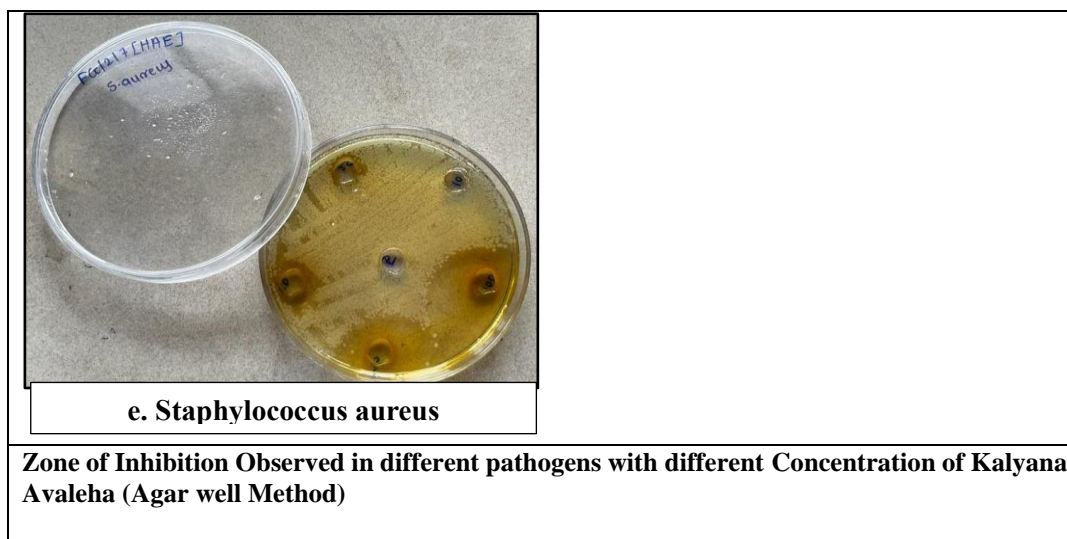 [HAE]
S. aureus
e. Staphylococcus aureus
Zone of Inhibition Observed in different pathogens with different Concentration of Kalyana
Avaleha (Agar well Method)